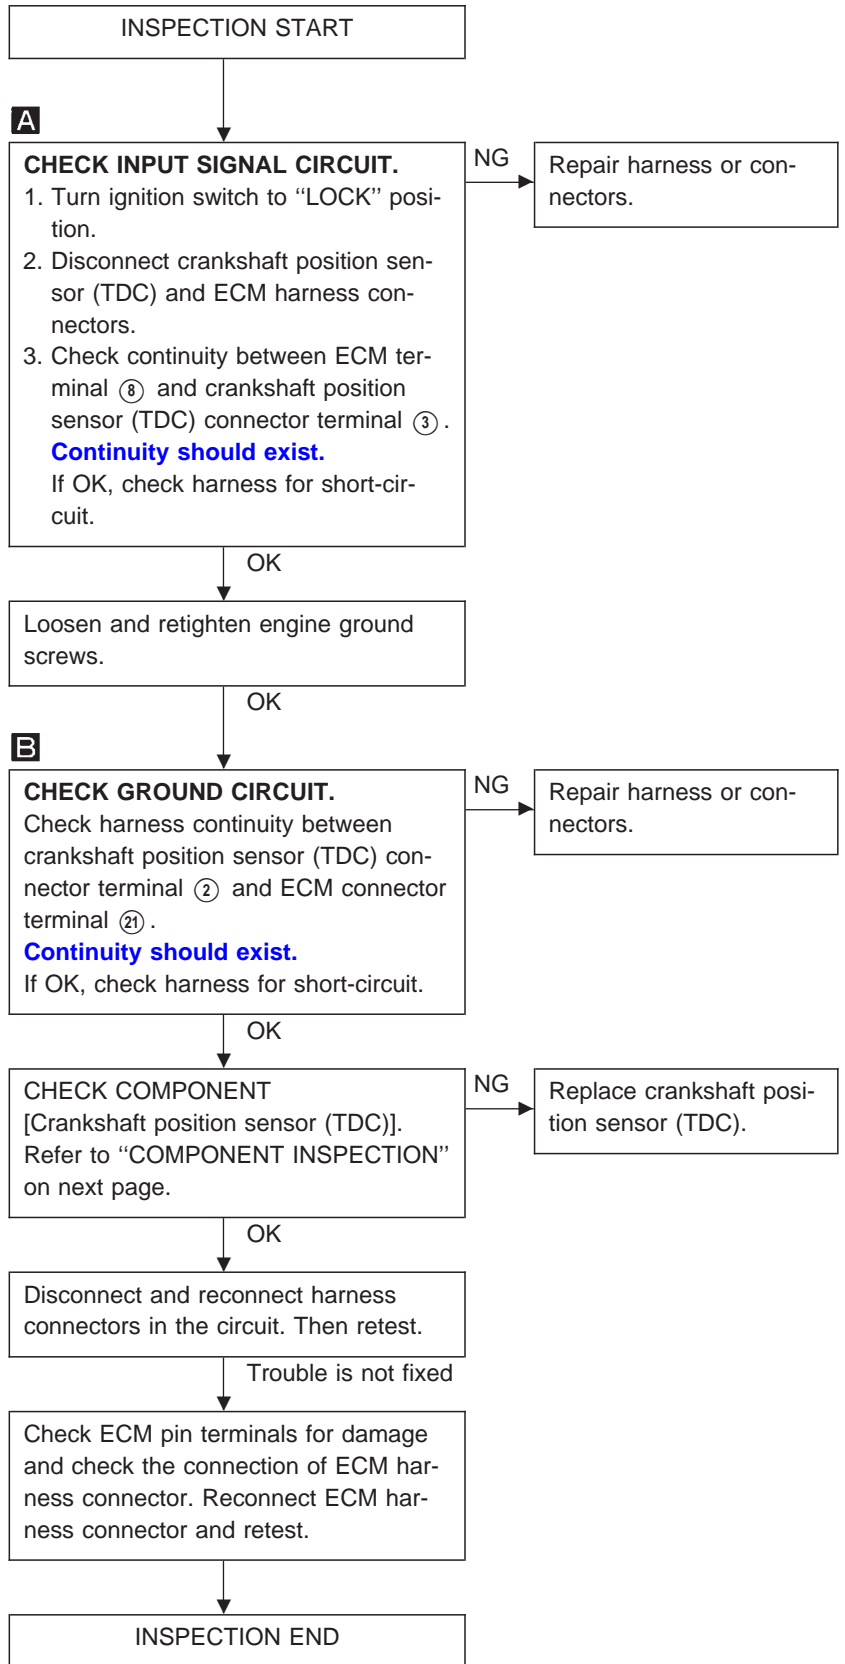 INSPECTION START
A
CHECK INPUT SIGNAL CIRCUIT.
1. Turn ignition switch to ‘‘LOCK’’ posi-
tion.
2. Disconnect crankshaft position sen-
sor (TDC) and ECM harness con-
nectors.
3. Check continuity between ECM ter-
minal ⑧ and crankshaft position
sensor (TDC) connector terminal ③.
Continuity should exist.
If OK, check harness for short-cir-
cuit.
NG
Repair harness or con-
nectors.
OK
Loosen and retighten engine ground
screws.
OK
B
CHECK GROUND CIRCUIT.
Check harness continuity between
crankshaft position sensor (TDC) con-
nector terminal ② and ECM connector
terminal ㉑.
Continuity should exist.
If OK, check harness for short-circuit.
NG
Repair harness or con-
nectors.
OK
CHECK COMPONENT
[Crankshaft position sensor (TDC)].
Refer to ‘‘COMPONENT INSPECTION’’
on next page.
NG
Replace crankshaft posi-
tion sensor (TDC).
OK
Disconnect and reconnect harness
connectors in the circuit. Then retest.
Trouble is not fixed
Check ECM pin terminals for damage
and check the connection of ECM har-
ness connector. Reconnect ECM har-
ness connector and retest.
INSPECTION END